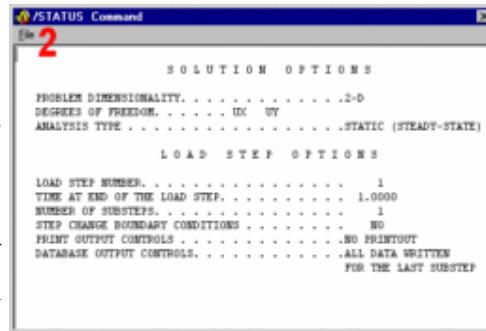 /STATUS Command
File 2
S O L U T I O N   O P T I O N S
PROBLEM DIMENSIONALITY. . . . . . . . . . . . .2-D
DEGREES OF FREEDOM. . . . . . UX   UY
ANALYSIS TYPE . . . . . . . . . . . . . . . . .STATIC (STEADY-STATE)
L O A D   S T E P   O P T I O N S
LOAD STEP NUMBER. . . . . . . . . . . . . . . . 1
TIME AT END OF THE LOAD STEP. . . . . . . . . . 1.0000
NUMBER OF SUBSTEPS. . . . . . . . . . . . . . . 1
STEP CHANGE BOUNDARY CONDITIONS . . . . . . . . NO
PRINT OUTPUT CONTROLS . . . . . . . . . . . . .NO PRINTOUT
DATABASE OUTPUT CONTROLS. . . . . . . . . . . .ALL DATA WRITTEN
FOR THE LAST SUBSTEP